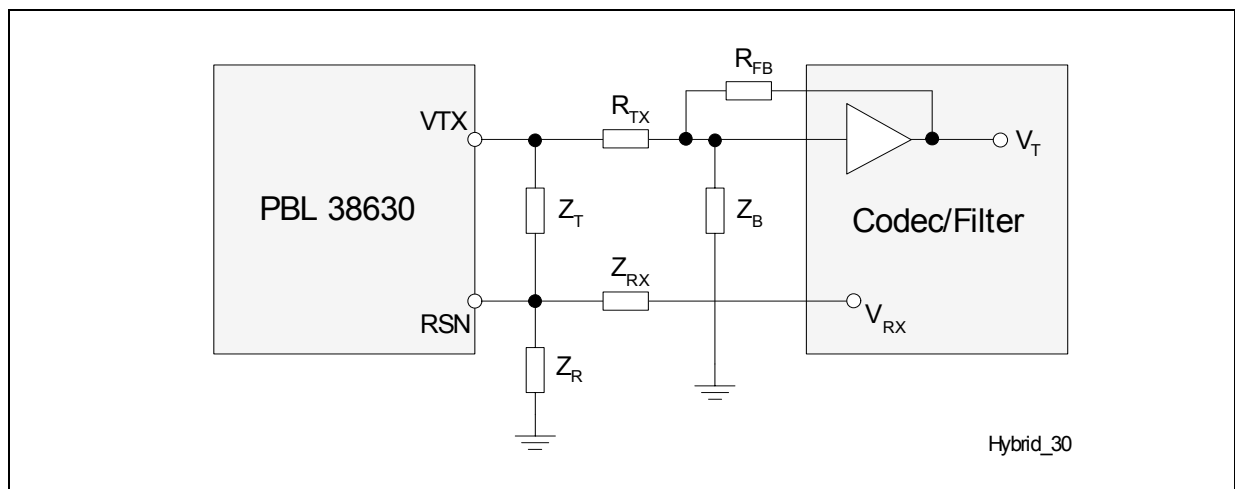 R_FB
R_TX
VTX
V_T
PBL 38630
Z_T
Z_B
Codec/Filter
Z_RX
RSN
V_RX
Z_R
Hybrid_30